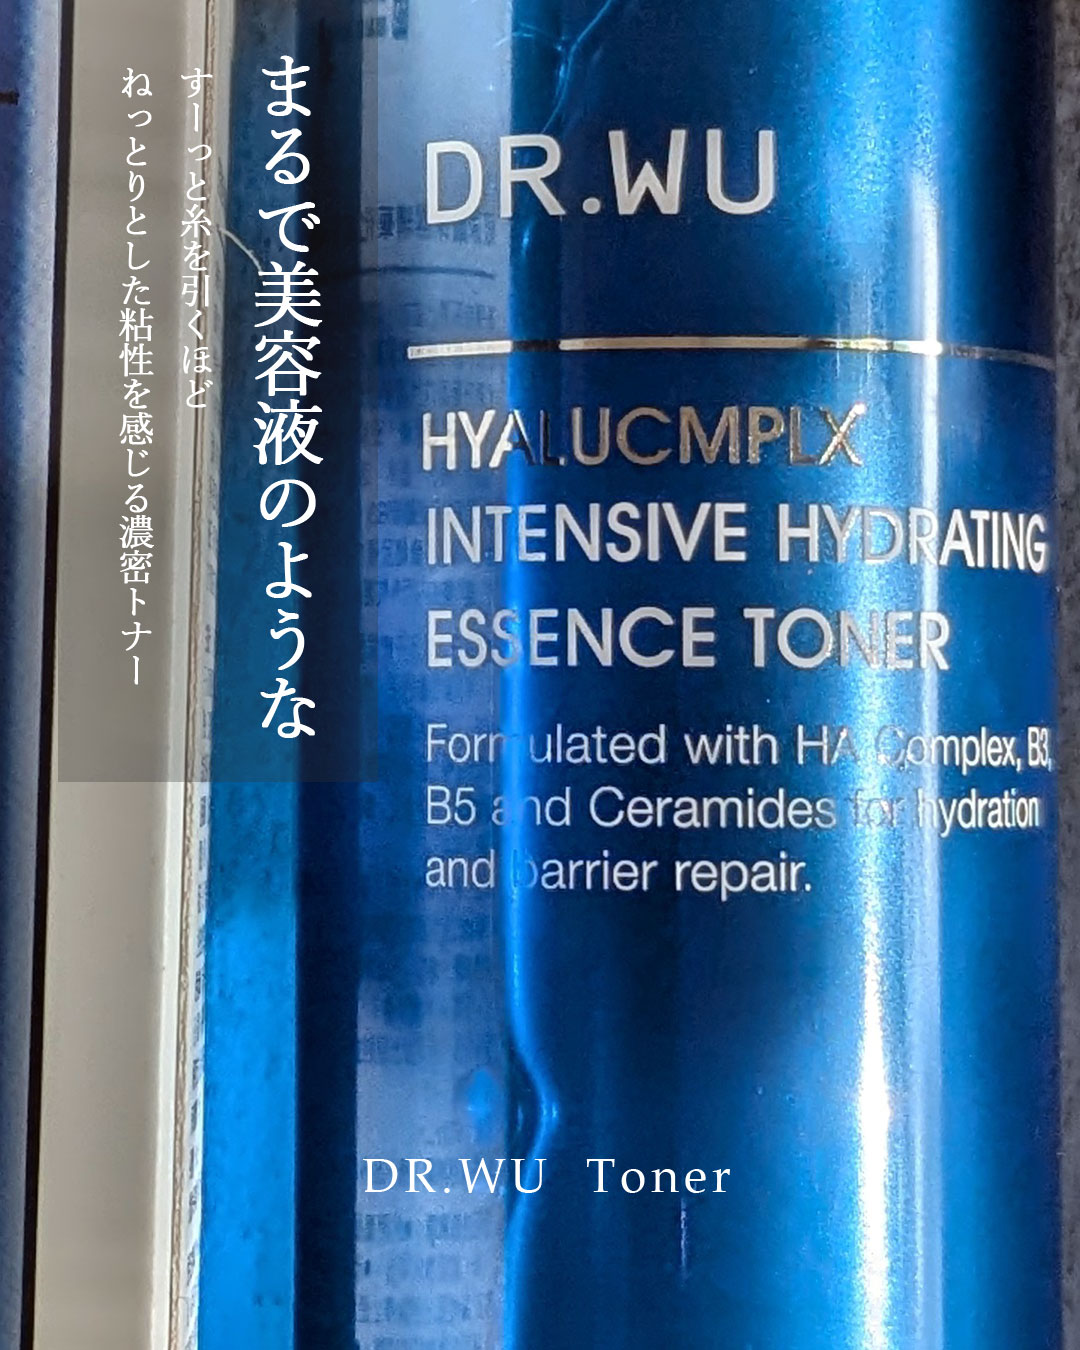 まるで美容液のような
すーっと糸を引くほど
ねっとりとした粘性を感じる濃密トナー
DR.WU
HYALUCMPLX
INTENSIVE HYDRATING
ESSENCE TONER
Formulated with HA Complex, B3,
B5 and Ceramides for hydration
and barrier repair.
DR.WU Toner